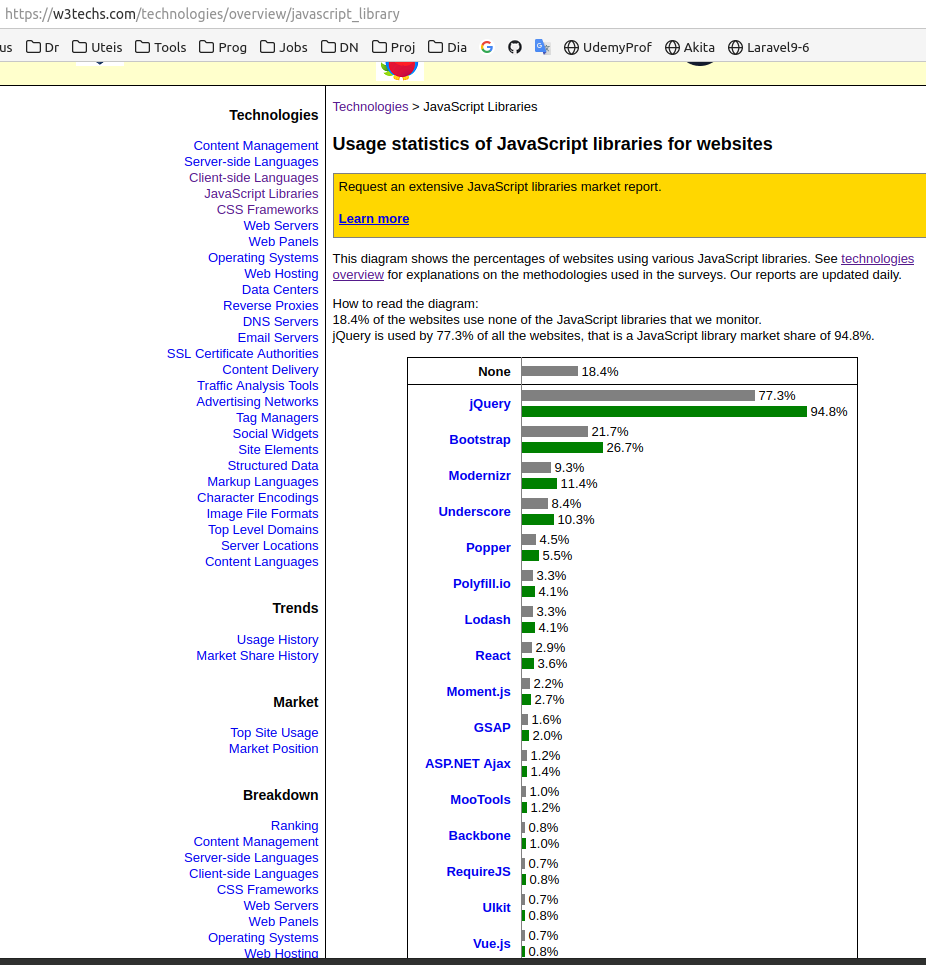 https://w3techs.com/technologies/overview/javascript_library
us Dr Uteis Tools Prog Jobs DN Proj Dia UdemyProf Akita Laravel9-6
Technologies
Content Management
Server-side Languages
Client-side Languages
JavaScript Libraries
CSS Frameworks
Web Servers
Web Panels
Operating Systems
Web Hosting
Data Centers
Reverse Proxies
DNS Servers
Email Servers
SSL Certificate Authorities
Content Delivery
Traffic Analysis Tools
Advertising Networks
Tag Managers
Social Widgets
Site Elements
Structured Data
Markup Languages
Character Encodings
Image File Formats
Top Level Domains
Server Locations
Content Languages
Trends
Usage History
Market Share History
Market
Top Site Usage
Market Position
Breakdown
Ranking
Content Management
Server-side Languages
Client-side Languages
CSS Frameworks
Web Servers
Web Panels
Operating Systems
Web Hosting
Technologies > JavaScript Libraries
Usage statistics of JavaScript libraries for websites
Request an extensive JavaScript libraries market report.
Learn more
This diagram shows the percentages of websites using various JavaScript libraries. See technologies
overview for explanations on the methodologies used in the surveys. Our reports are updated daily.
How to read the diagram:
18.4% of the websites use none of the JavaScript libraries that we monitor.
jQuery is used by 77.3% of all the websites, that is a JavaScript library market share of 94.8%.
None 18.4%
jQuery 77.3%
94.8%
Bootstrap 21.7%
26.7%
Modernizr 9.3%
11.4%
Underscore 8.4%
10.3%
Popper 4.5%
5.5%
Polyfill.io 3.3%
4.1%
Lodash 3.3%
4.1%
React 2.9%
3.6%
Moment.js 2.2%
2.7%
GSAP 1.6%
2.0%
ASP.NET Ajax 1.2%
1.4%
MooTools 1.0%
1.2%
Backbone 0.8%
1.0%
RequireJS 0.7%
0.8%
UIkit 0.7%
0.8%
Vue.js 0.7%
0.8%